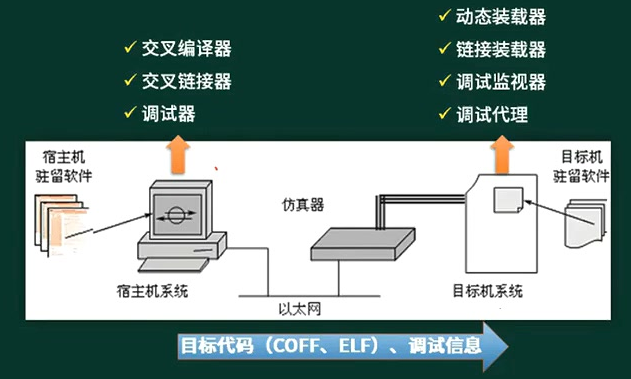 ✓ 交叉编译器
✓ 交叉链接器
✓ 调试器
✓ 动态装载器
✓ 链接装载器
✓ 调试监视器
✓ 调试代理
宿主机
驻留软件
仿真器
目标机
驻留软件
宿主机系统
以太网
目标机系统
目标代码（COFF、ELF）、调试信息